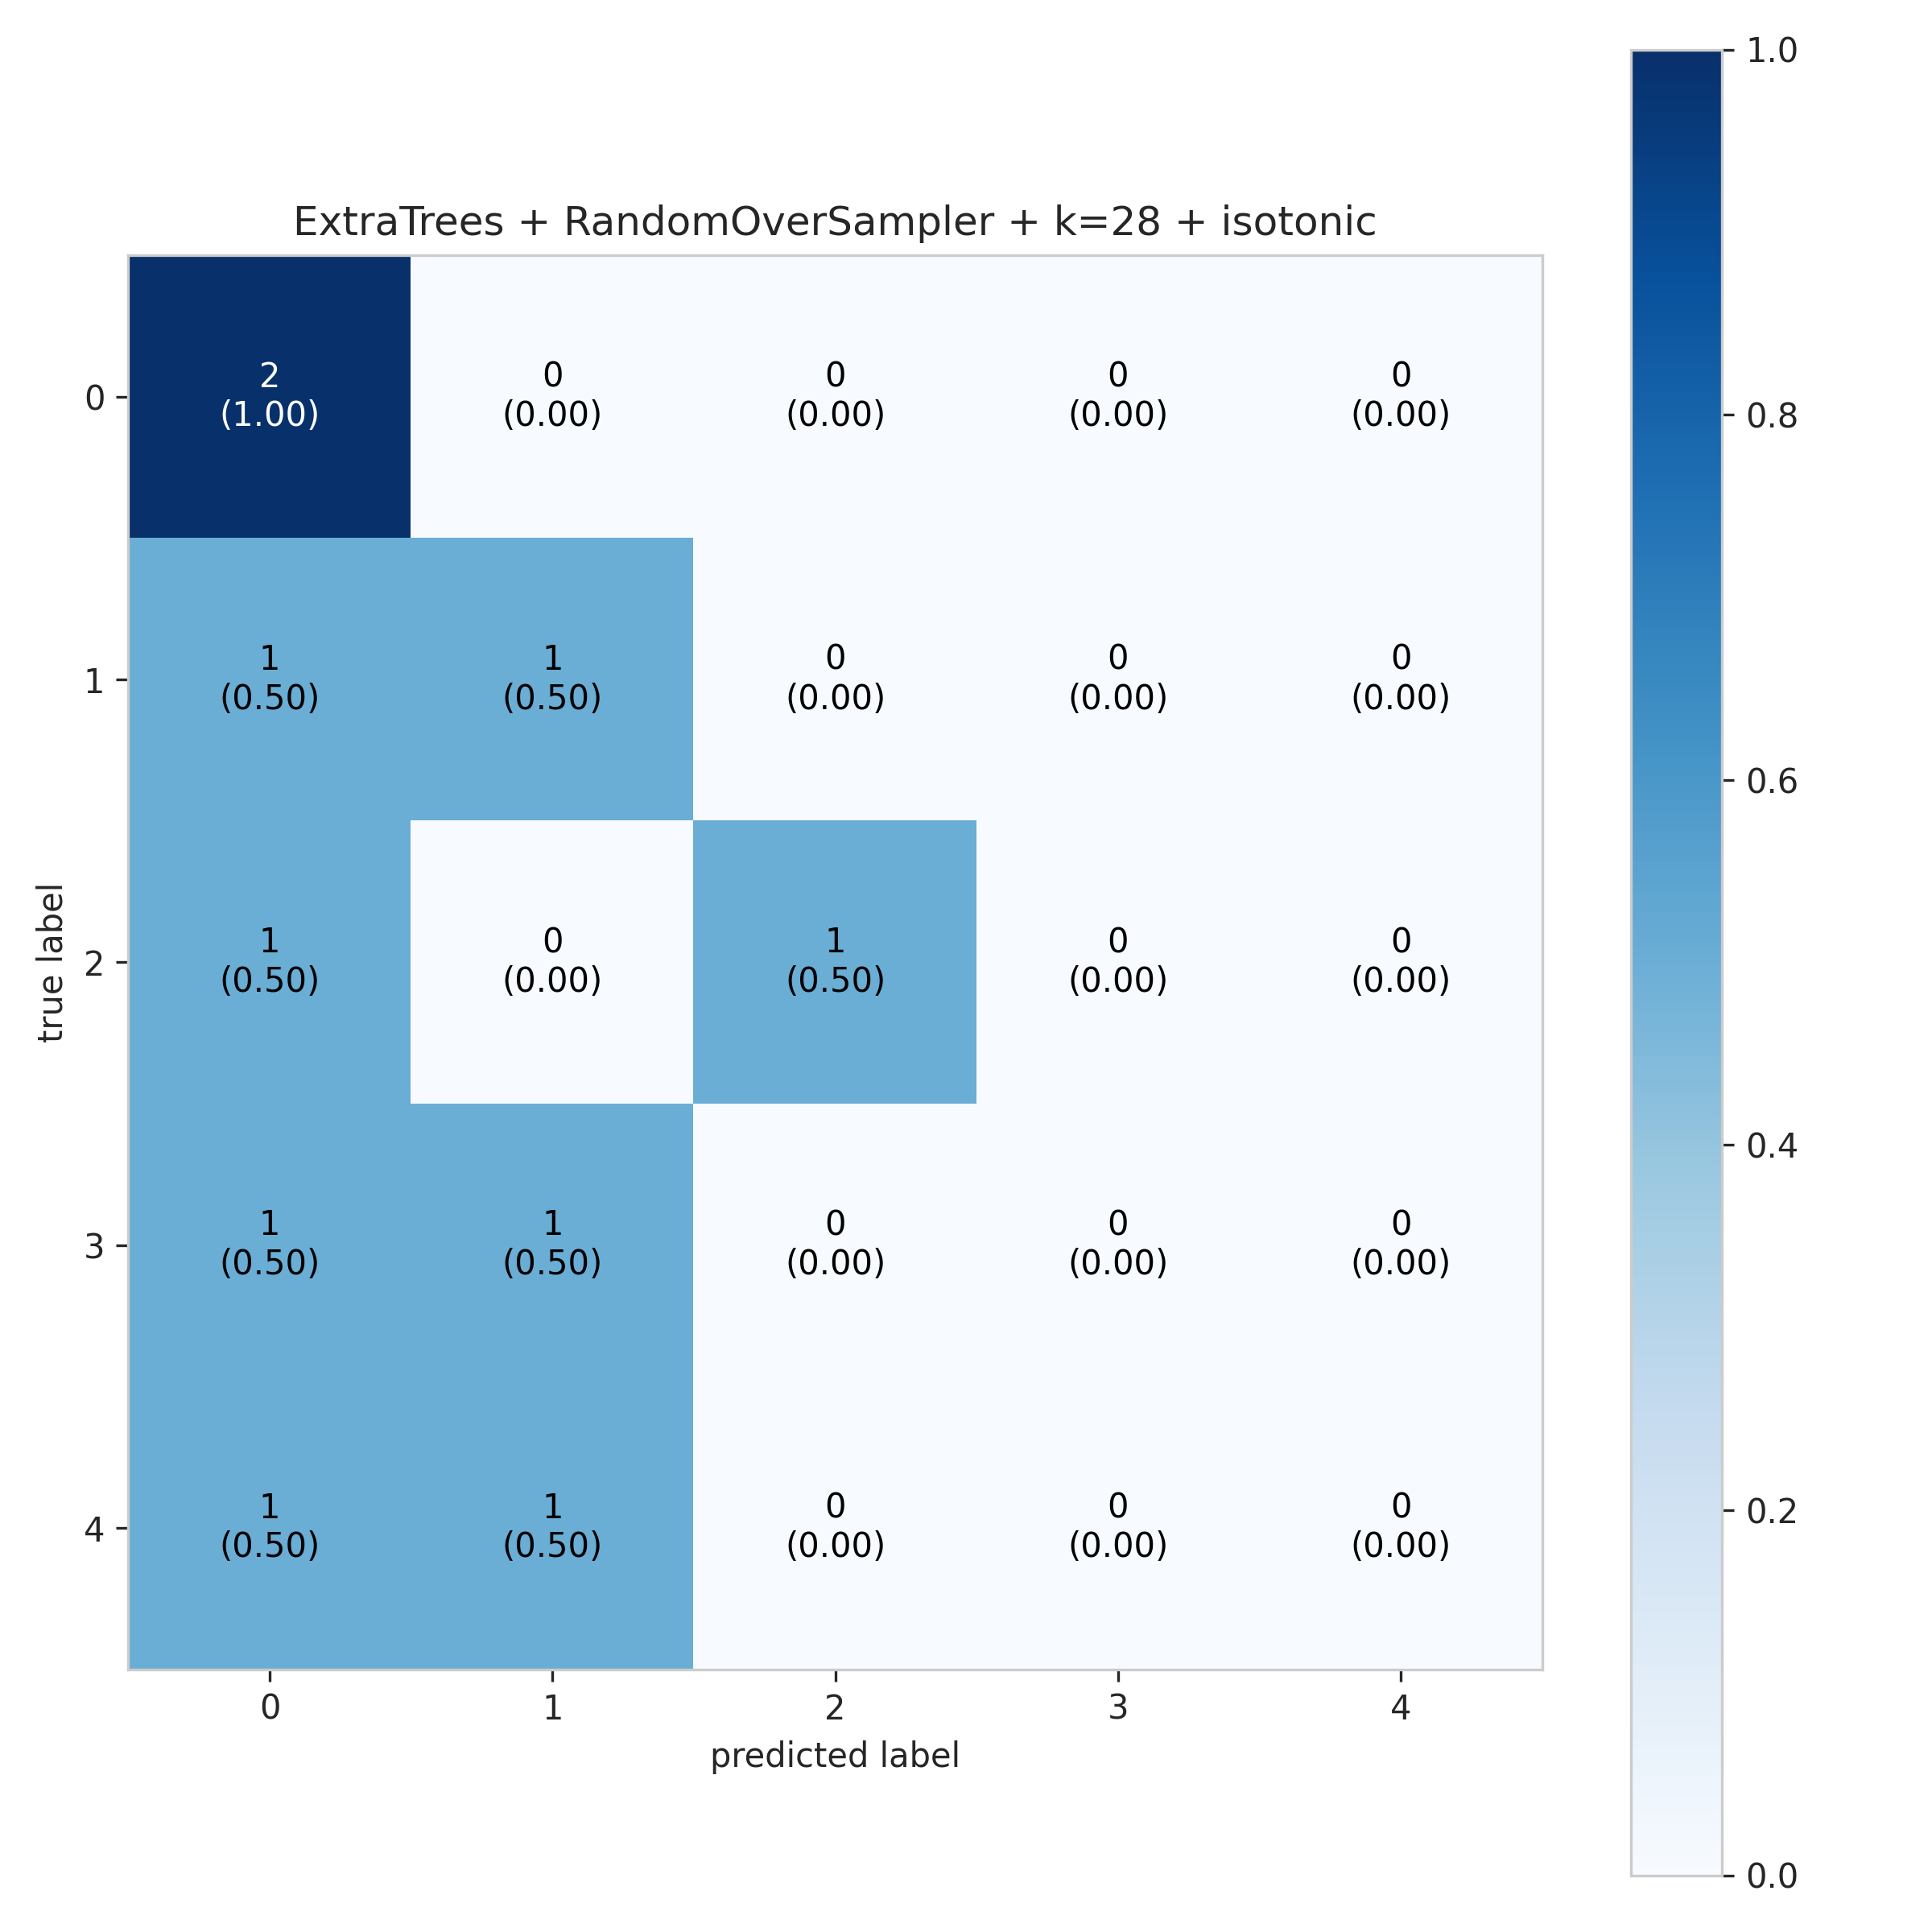 ExtraTrees + RandomOverSampler + k=28 + isotonic
1.0
0.8
0.6
0.4
0.2
0.0
true label
0
2 0 0 0 0
(1.00) (0.00) (0.00) (0.00) (0.00)
1
1 1 0 0 0
(0.50) (0.50) (0.00) (0.00) (0.00)
2
1 0 1 0 0
(0.50) (0.00) (0.50) (0.00) (0.00)
3
1 1 0 0 0
(0.50) (0.50) (0.00) (0.00) (0.00)
4
1 1 0 0 0
(0.50) (0.50) (0.00) (0.00) (0.00)
0 1 2 3 4
predicted label